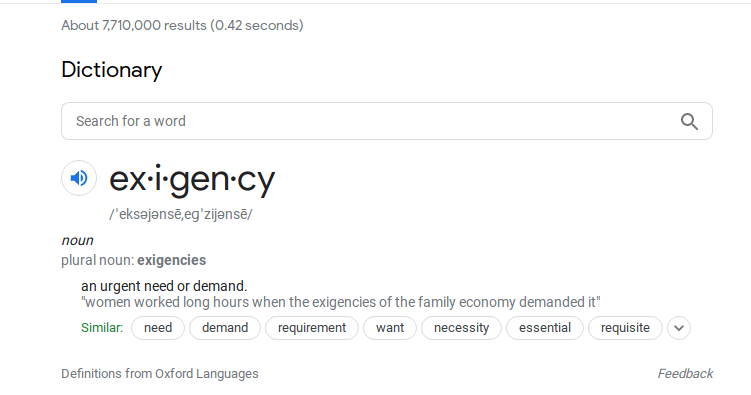 About 7,710,000 results (0.42 seconds)
Dictionary
Search for a word
ex·i·gen·cy
/ˈeksəjənsē,egˈzijənsē/
noun
plural noun: exigencies
an urgent need or demand.
"women worked long hours when the exigencies of the family economy demanded it"
Similar: need demand requirement want necessity essential requisite
Definitions from Oxford Languages Feedback